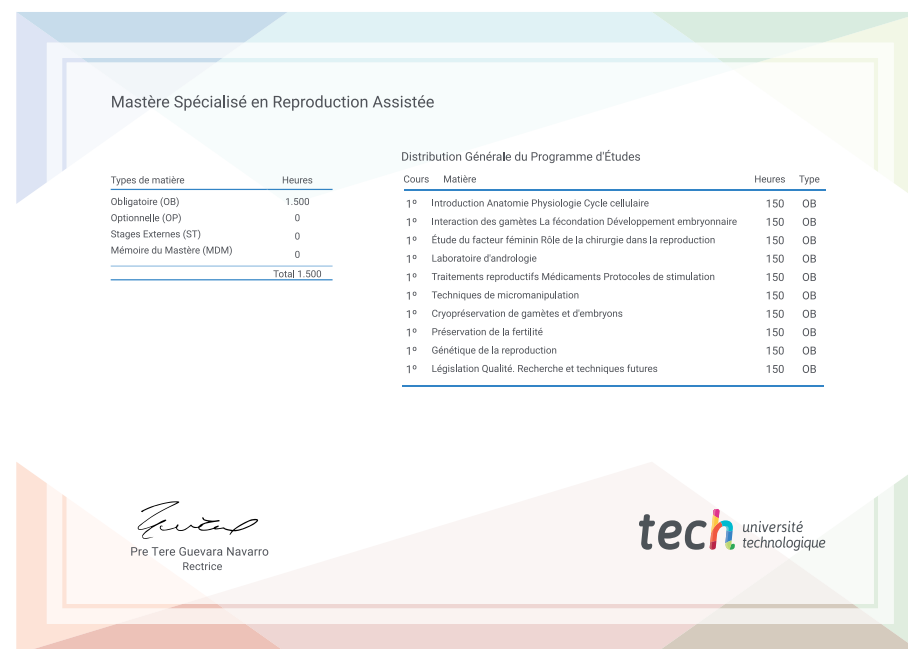 Mastère Spécialisé en Reproduction Assistée
Types de matière Heures
Obligatoire (OB) 1.500
Optionnelle (OP) 0
Stages Externes (ST) 0
Mémoire du Mastère (MDM) 0
Total 1.500
Distribution Générale du Programme d'Études
Cours Matière Heures Type
1º Introduction Anatomie Physiologie Cycle cellulaire 150 OB
1º Interaction des gamètes La fécondation Développement embryonnaire 150 OB
1º Étude du facteur féminin Rôle de la chirurgie dans la reproduction 150 OB
1º Laboratoire d'andrologie 150 OB
1º Traitements reproductifs Médicaments Protocoles de stimulation 150 OB
1º Techniques de micromanipulation 150 OB
1º Cryopréservation de gamètes et d'embryons 150 OB
1º Préservation de la fertilité 150 OB
1º Génétique de la reproduction 150 OB
1º Législation Qualité. Recherche et techniques futures 150 OB
Pre Tere Guevara Navarro
Rectrice
tech université
technologique